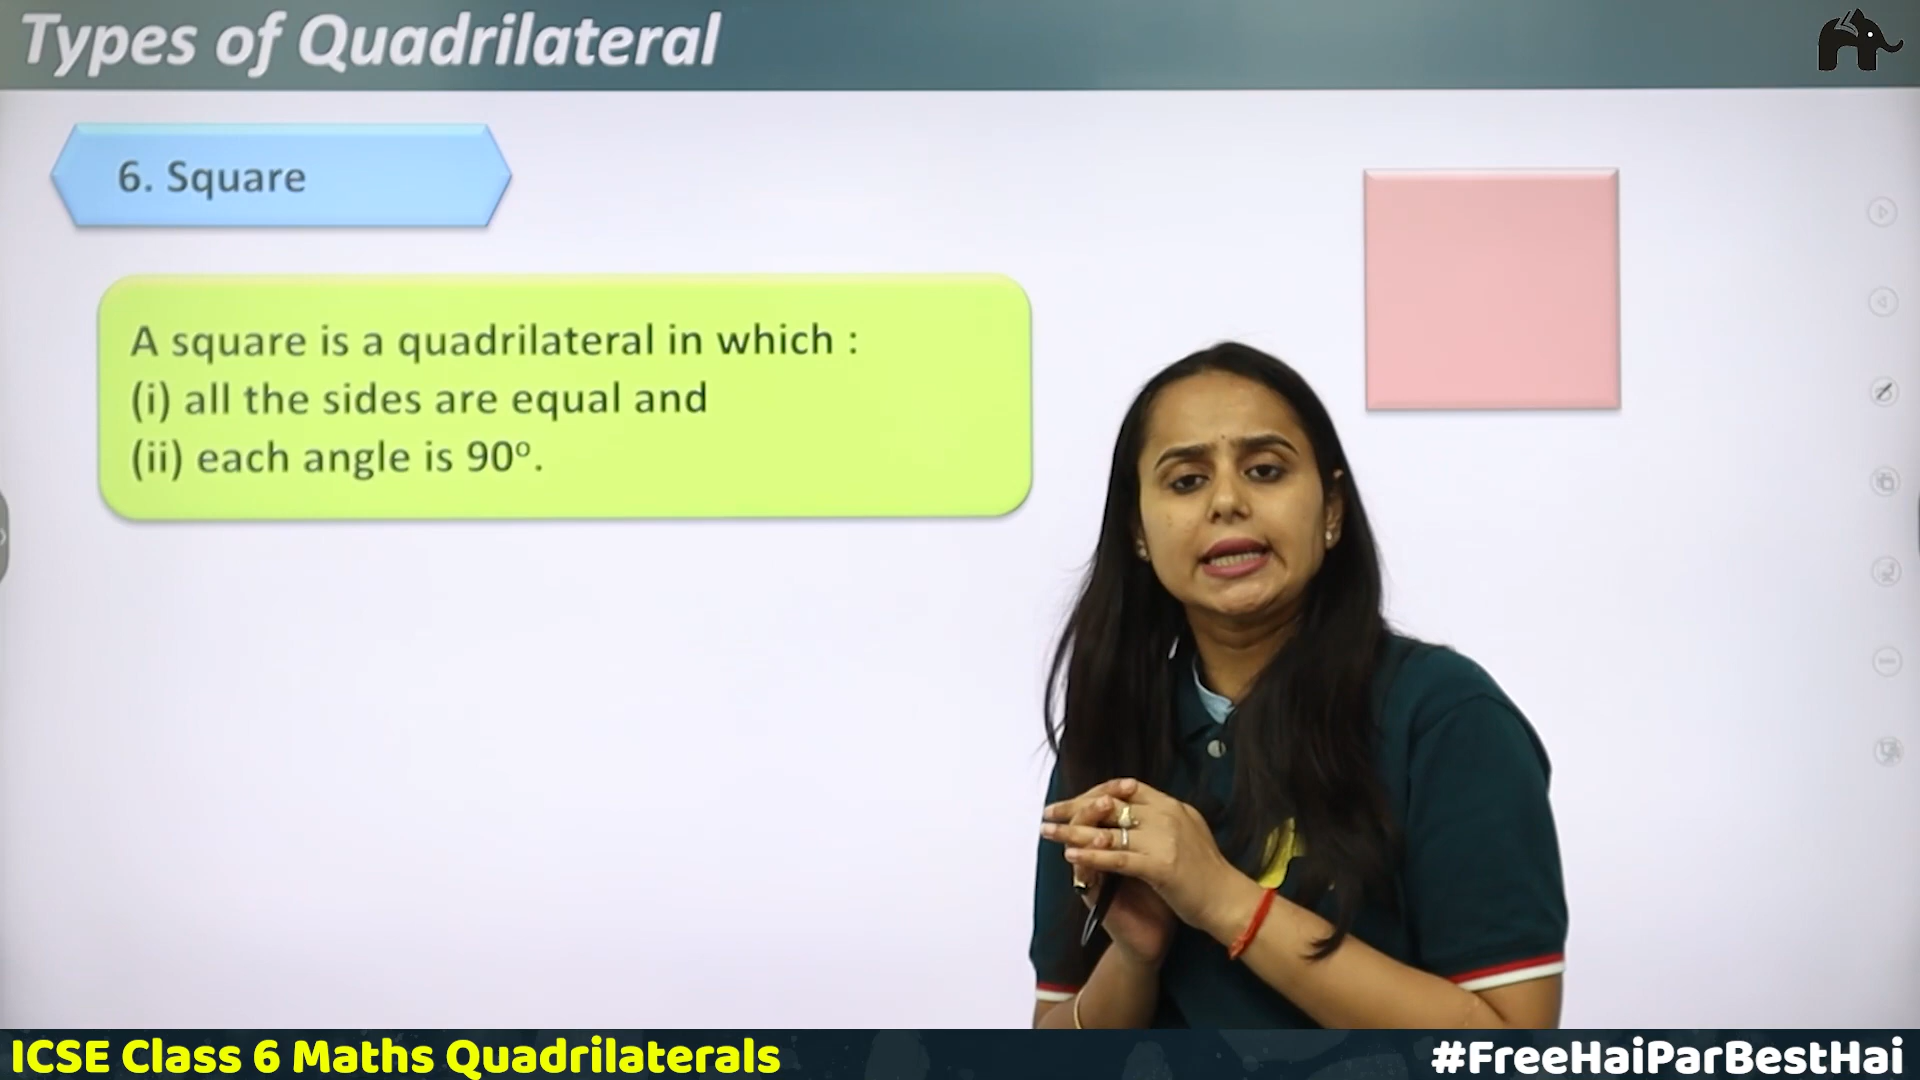 Types of Quadrilateral
6. Square
A square is a quadrilateral in which :
(i) all the sides are equal and
(ii) each angle is 90°.
ICSE Class 6 Maths Quadrilaterals
#FreeHaiParBestHai